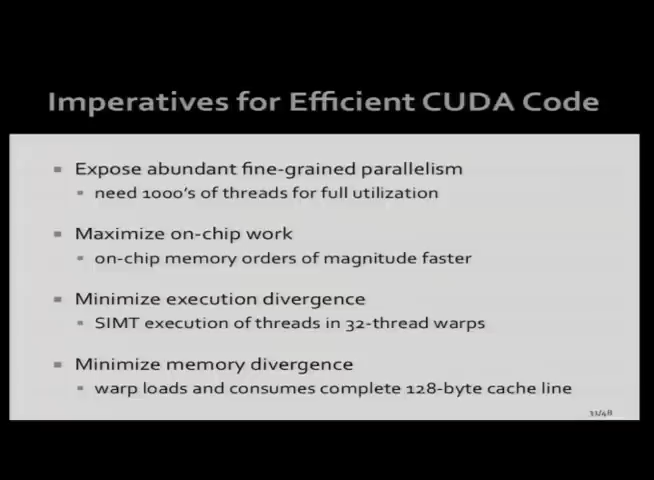 Imperatives for Efficient CUDA Code
Expose abundant fine-grained parallelism
need 1000's of threads for full utilization
Maximize on-chip work
on-chip memory orders of magnitude faster
Minimize execution divergence
SIMT execution of threads in 32-thread warps
Minimize memory divergence
warp loads and consumes complete 128-byte cache line